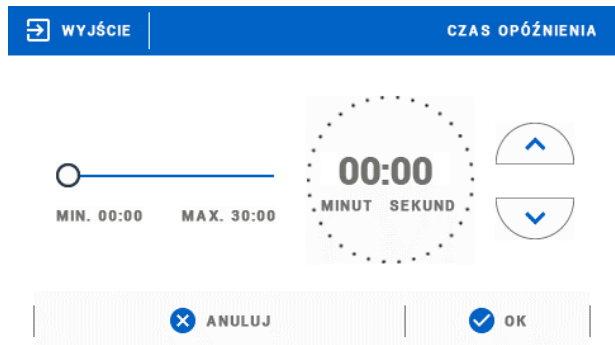 WYJŚCIE
CZAS OPÓŹNIENIA
00:00
MINUT SEKUND
MIN. 00:00 MAX. 30:00
ANULUJ
OK